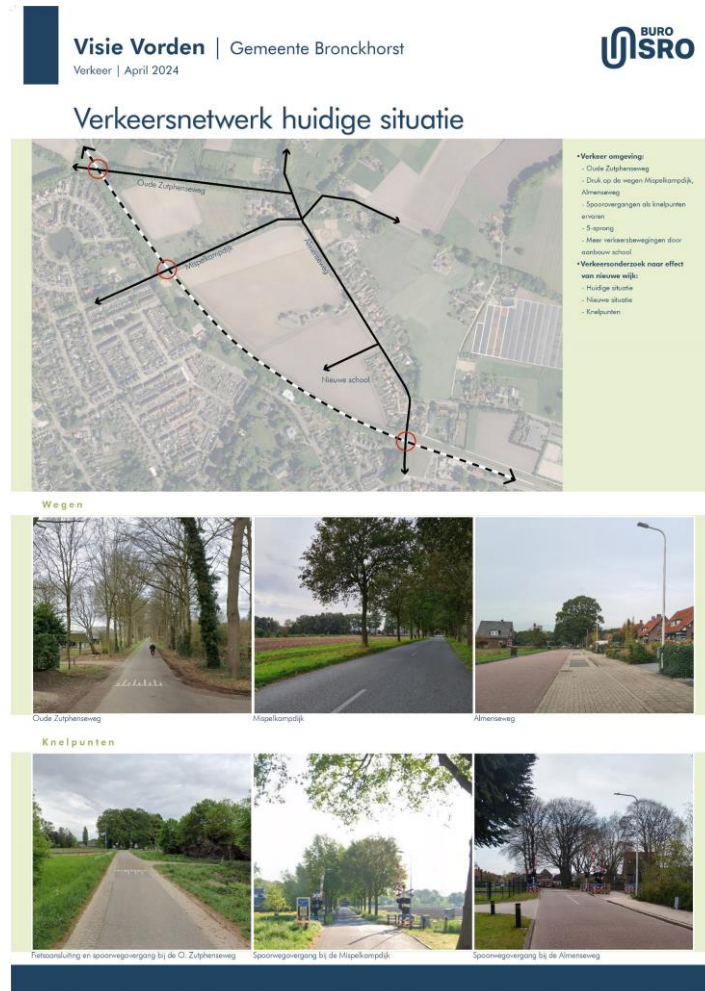 Visie Vorden | Gemeente Bronckhorst
Verkeer | April 2024
BURO
SRO
Verkeersnetwerk huidige situatie
Oude Zutphenseweg
Mispelkampdijk
Almenseweg
Nieuwe school
•Verkeer omgeving:
- Oude Zutphenseweg
- Druk op de wegen Mispelkampdijk,
Almenseweg
- Spoorovergangen als knelpunten
ervaren
- 5-sprong
- Meer verkeersbewegingen door
aanbouw school
•Verkeersonderzoek naar effect
van nieuwe wijk:
- Huidige situatie
- Nieuwe situatie
- Knelpunten
Wegen
Oude Zutphenseweg
Mispelkampdijk
Almenseweg
Knelpunten
Fietsaansluiting en spoorwegovergang bij de O. Zutphenseweg
Spoorwegovergang bij de Mispelkampdijk
Spoorwegovergang bij de Almenseweg